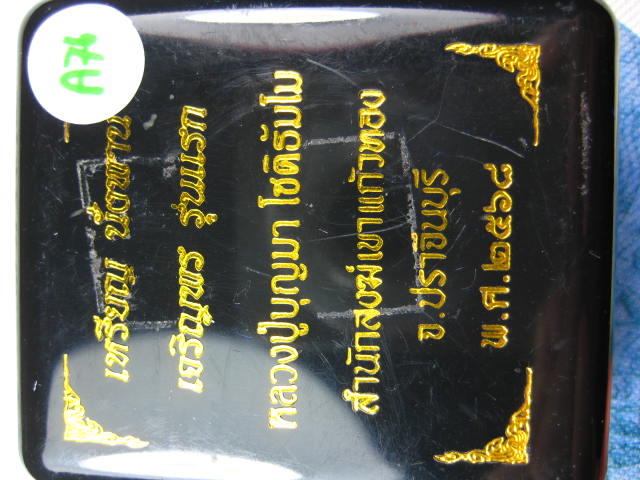 A76
เหรียญ นั่งพาน
เจริญพร รุ่นแรก
หลวงปู่บุญมา โชติธัมโม
สำนักสงฆ์เขาแก้วทอง
จ.ปราจีนบุรี
พ.ศ.๒๕๖๘